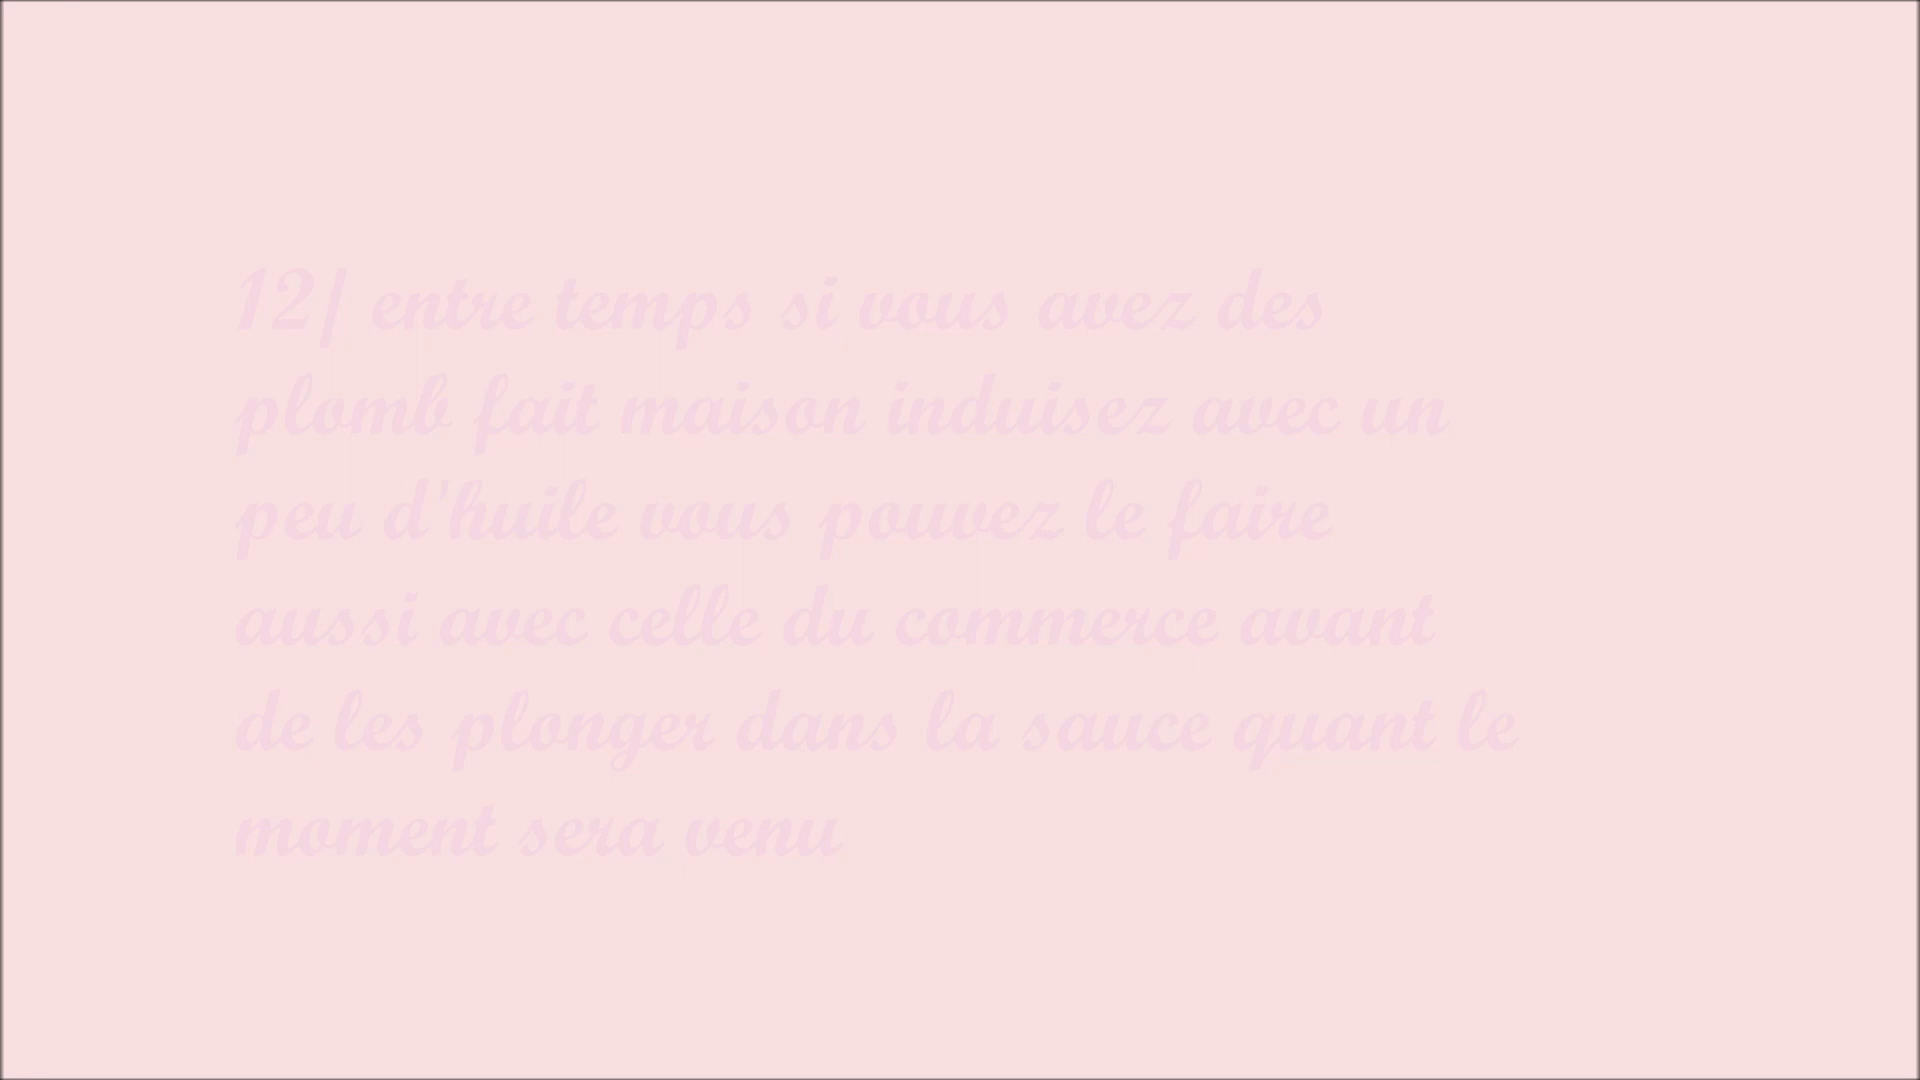 12/ entre temps si vous avez des
plomb fait maison induisez avec un
peu d'huile vous pouvez le faire
aussi avec celle du commerce avant
de les plonger dans la sauce quant le
moment sera venu